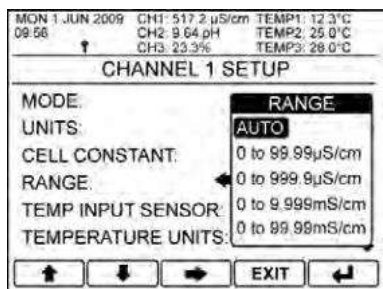 MON 1 JUN 2009 CH1: 517.2 µS/cm TEMP1: 12.3°C
09:56 CH2: 9.64 pH TEMP2: 25.0°C
CH3: 23.3% TEMP3: 28.0°C
CHANNEL 1 SETUP
MODE:
UNITS:
CELL CONSTANT:
RANGE:
TEMP INPUT SENSOR
TEMPERATURE UNITS:
RANGE
AUTO
0 to 99.99µS/cm
0 to 999.9µS/cm
0 to 9.999mS/cm
0 to 99.99mS/cm
EXIT